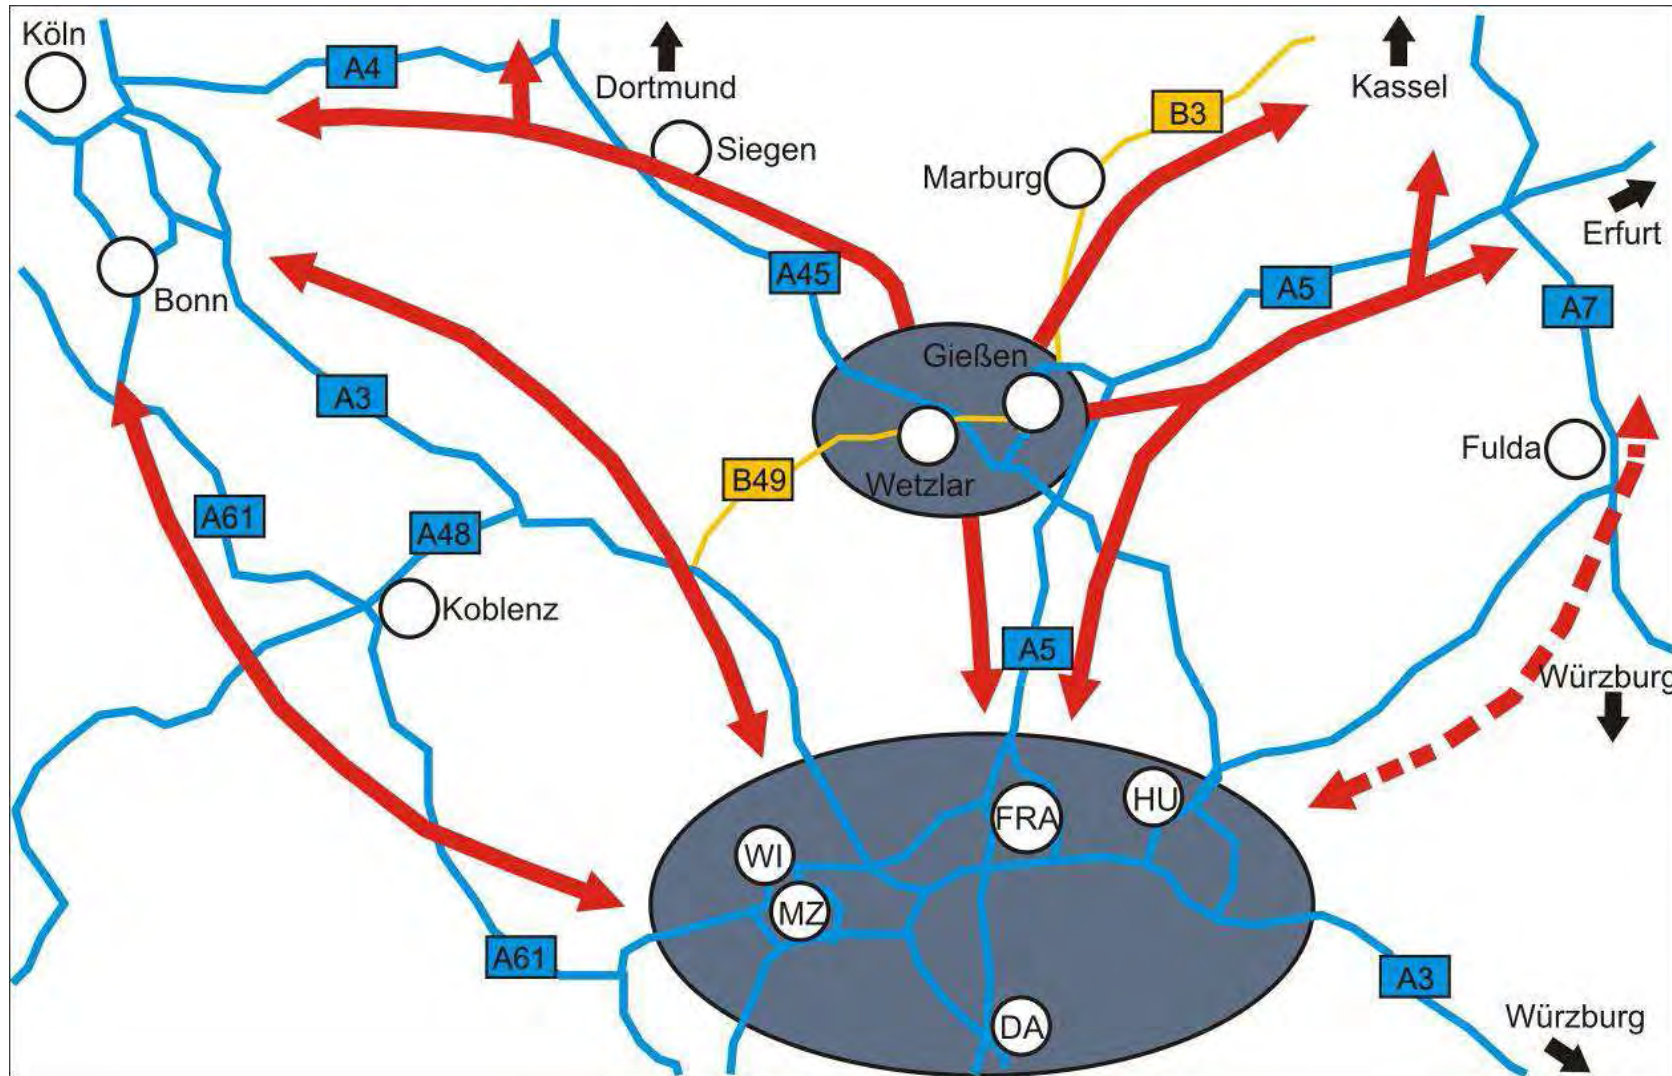 Köln
A4
Dortmund
Kassel
B3
Siegen
Marburg
Erfurt
Bonn
A45
A5
A7
Gießen
A3
Fulda
B49
Wetzlar
A61
A48
Koblenz
A5
Würzburg
FRA
HU
WI
MZ
A61
A3
DA
Würzburg